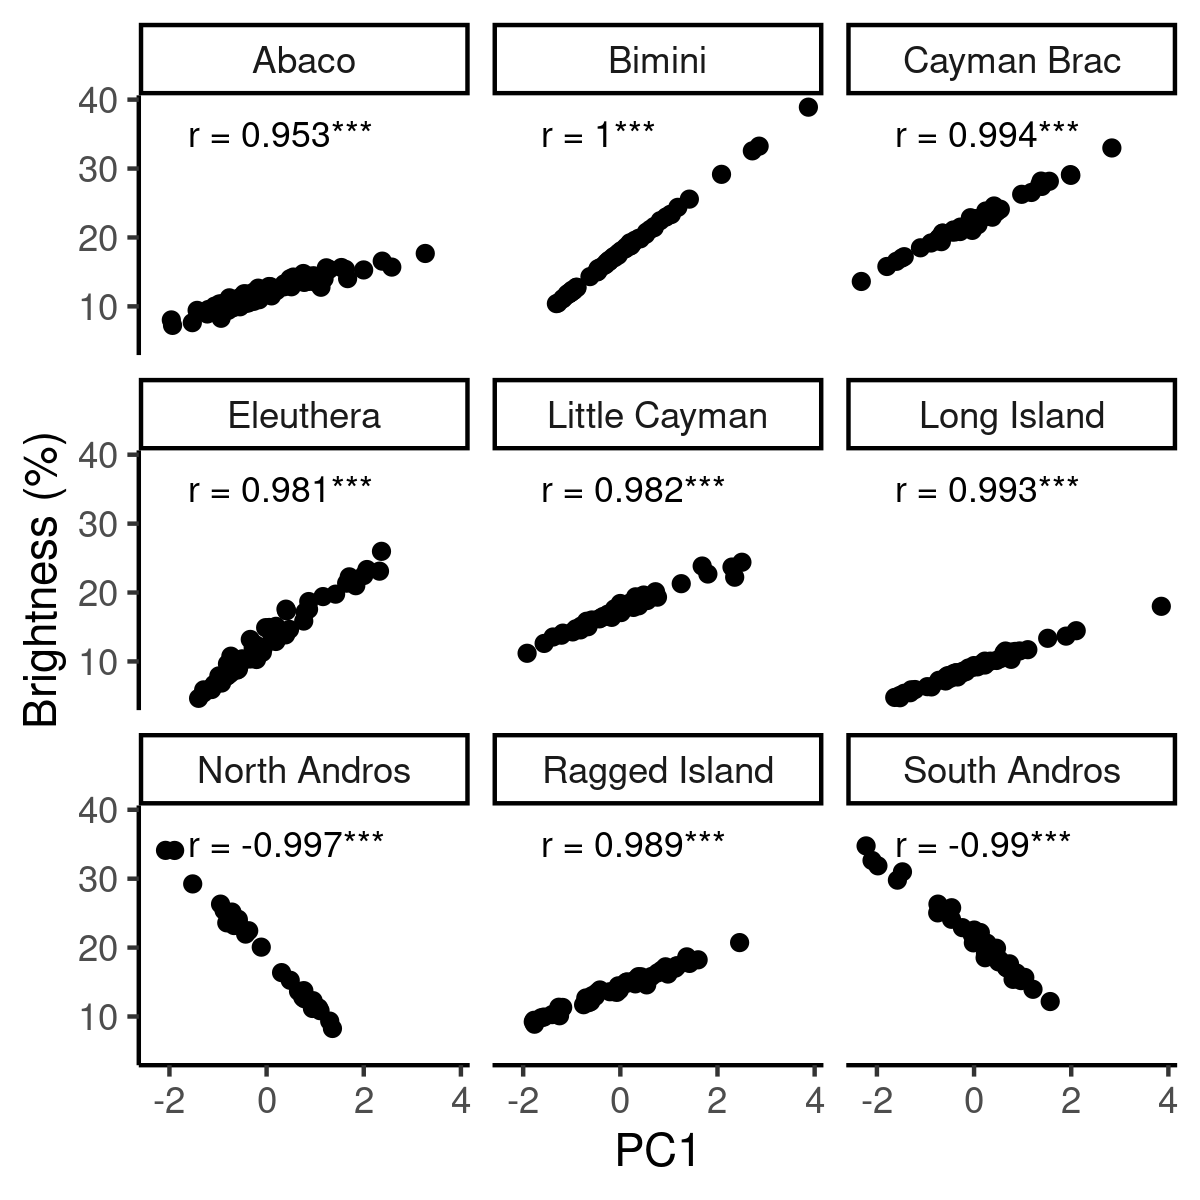 Abaco
Bimini
Cayman Brac
40
30
20
10
r = 0.953***
r = 1***
r = 0.994***
Eleuthera
Little Cayman
Long Island
40
30
20
10
r = 0.981***
r = 0.982***
r = 0.993***
Brightness (%)
North Andros
Ragged Island
South Andros
40
30
20
10
r = -0.997***
r = 0.989***
r = -0.99***
-2 0 2 4
-2 0 2 4
-2 0 2 4
PC1